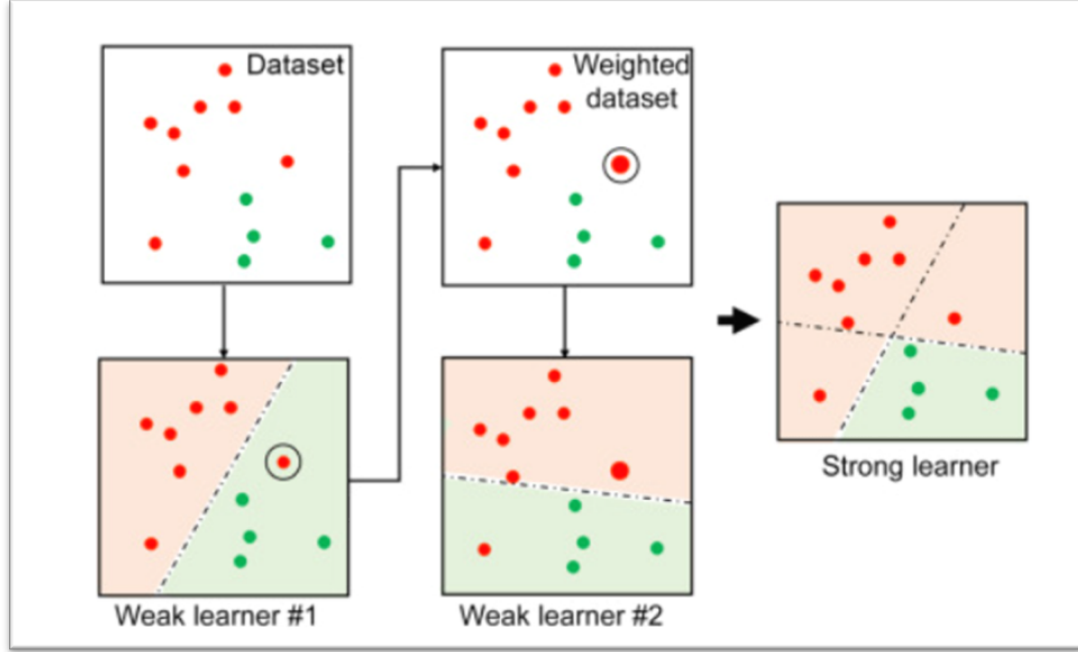 Dataset
Weighted
dataset
Weak learner #1
Weak learner #2
Strong learner